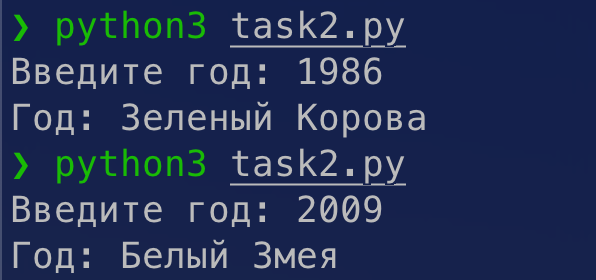 ❯ python3 task2.py
Введите год: 1986
Год: Зеленый Корова
❯ python3 task2.py
Введите год: 2009
Год: Белый Змея